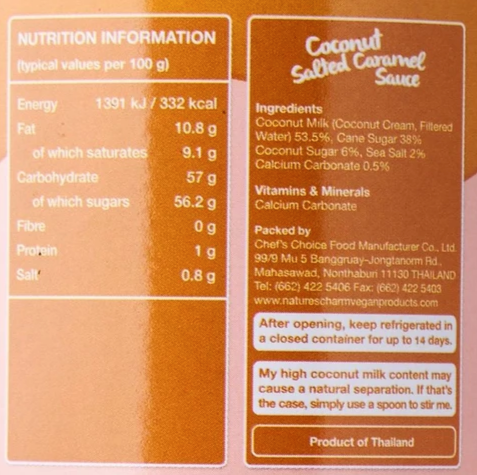 NUTRITION INFORMATION
(typical values per 100 g)
Energy 1391 kJ / 332 kcal
Fat 10.8 g
of which saturates 9.1 g
Carbohydrate 57 g
of which sugars 56.2 g
Fibre 0 g
Protein 1 g
Salt 0.8 g
Coconut
Salted Caramel
Sauce
Ingredients
Coconut Milk (Coconut Cream, Filtered
Water) 53.5%, Cane Sugar 38%
Coconut Sugar 6%, Sea Salt 2%
Calcium Carbonate 0.5%
Vitamins & Minerals
Calcium Carbonate
Packed by
Chef's Choice Food Manufacturer Co., Ltd.
99/9 Mu 5 Banggruay-Jongtanorm Rd.,
Mahasawad, Nonthaburi 11130 THAILAND
Tel: (662) 422 5406 Fax: (662) 422 5403
www.naturescharmveganproducts.com
After opening, keep refrigerated in
a closed container for up to 14 days.
My high coconut milk content may
cause a natural separation. If that's
the case, simply use a spoon to stir me.
Product of Thailand